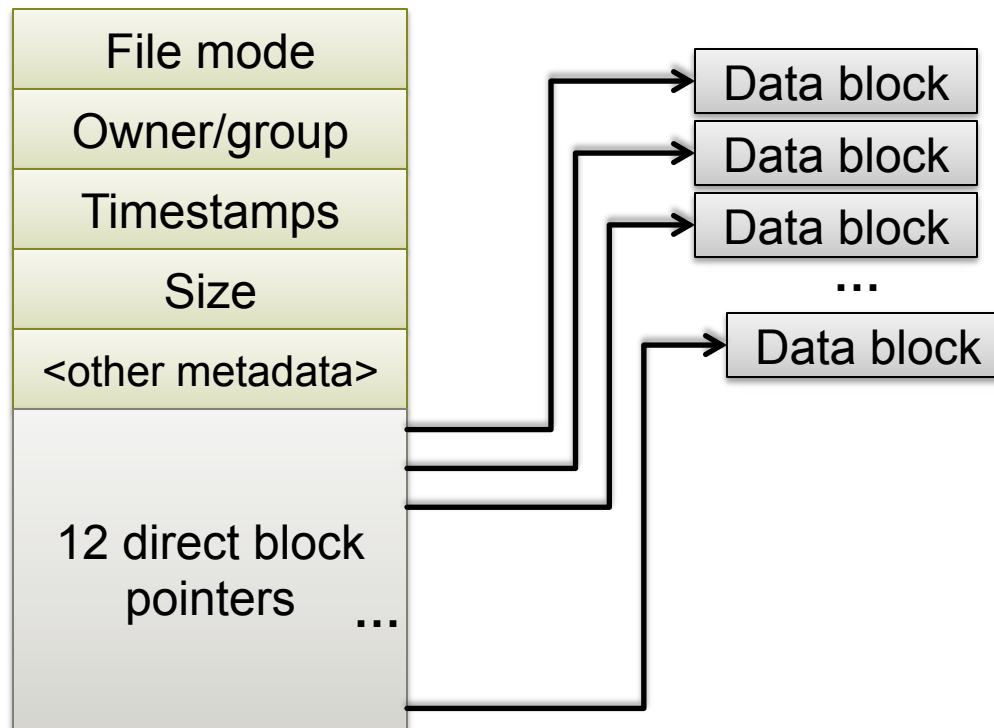 File mode
Owner/group
Timestamps
Size
<other metadata>
12 direct block
pointers
...
Data block
Data block
Data block
...
Data block